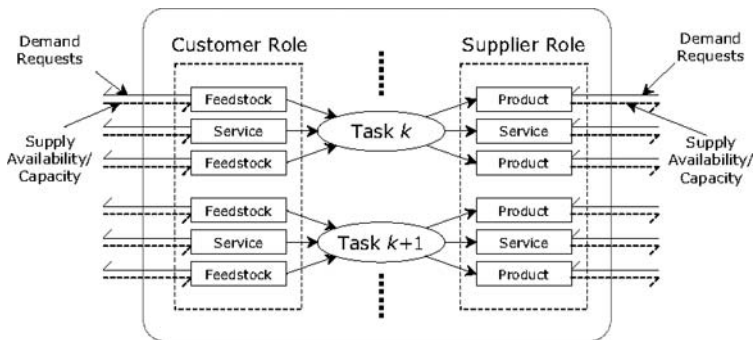 Demand
Requests
Customer Role
Supplier Role
Demand
Requests
Feedstock
Service
Feedstock
Task k
Product
Service
Product
Supply
Availability/
Capacity
Supply
Availability/
Capacity
Feedstock
Service
Feedstock
Task k+1
Product
Service
Product